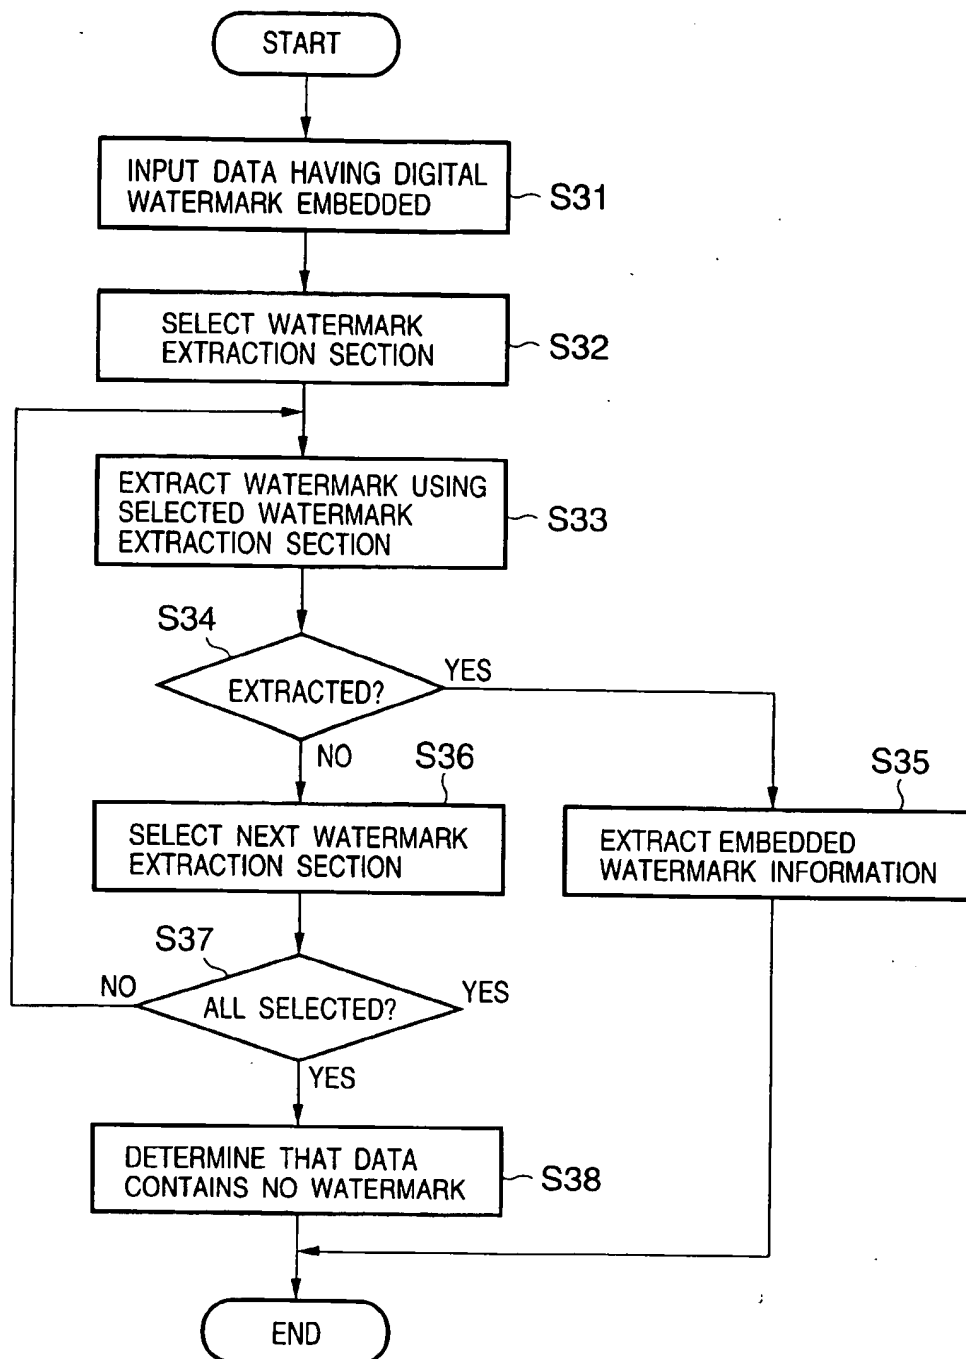 START
INPUT DATA HAVING DIGITAL
WATERMARK EMBEDDED
S31
SELECT WATERMARK
EXTRACTION SECTION
S32
EXTRACT WATERMARK USING
SELECTED WATERMARK
EXTRACTION SECTION
S33
S34
EXTRACTED?
YES
NO
S36
SELECT NEXT WATERMARK
EXTRACTION SECTION
S35
EXTRACT EMBEDDED
WATERMARK INFORMATION
S37
NO
ALL SELECTED?
YES
YES
DETERMINE THAT DATA
CONTAINS NO WATERMARK
S38
END